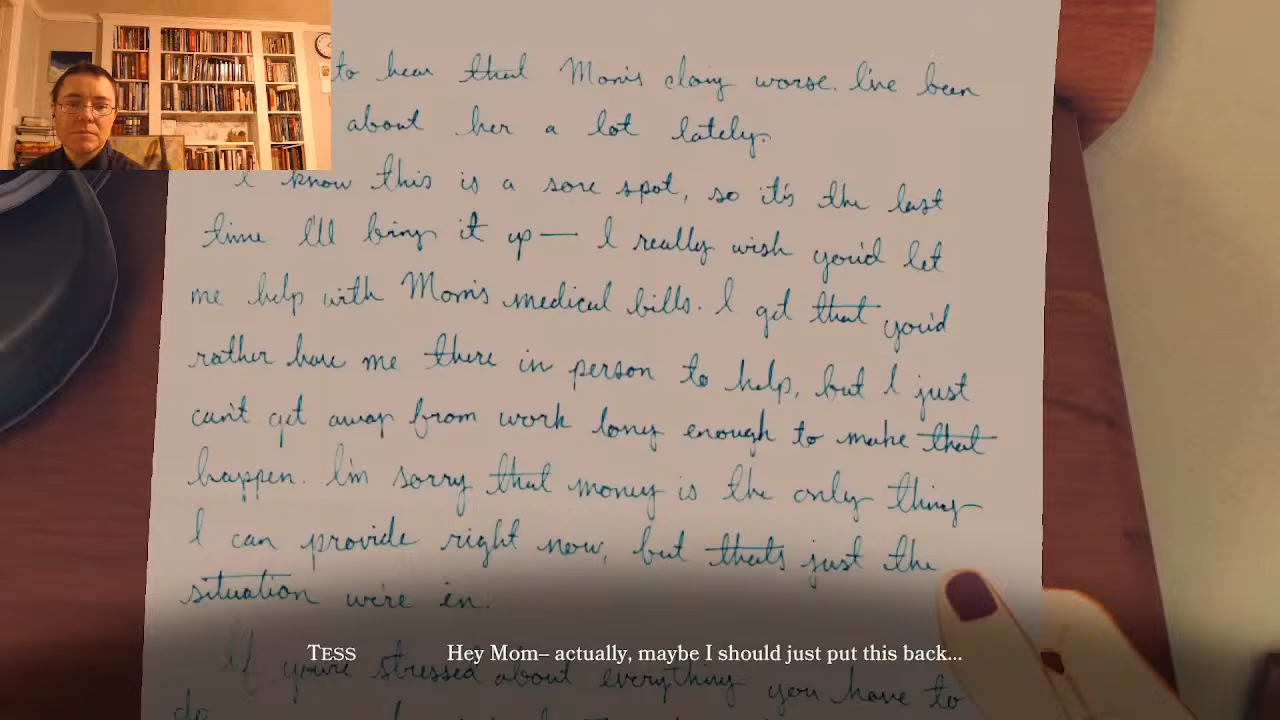 to hear that Mom's doing worse. I've been
about her a lot lately.
I know this is a sore spot, so it's the last
time I'll bring it up— I really wish you'd let
me help with Mom's medical bills. I get that you'd
rather have me there in person to help, but I just
can't get away from work long enough to make that
happen. I'm sorry that money is the only thing
I can provide right now, but that's just the
situation we're in.
If you're stressed about everything you have to
do
TESS Hey Mom– actually, maybe I should just put this back...